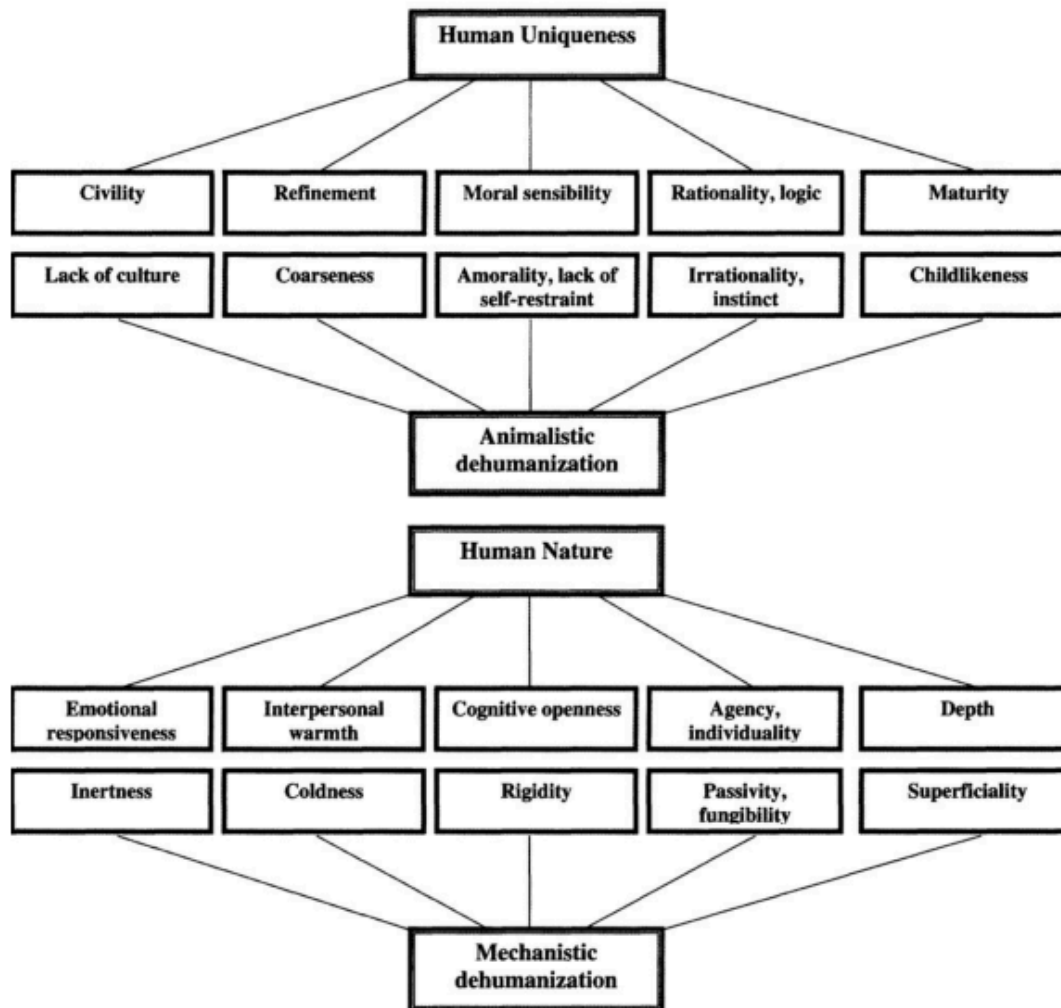 Human Uniqueness
Civility
Refinement
Moral sensibility
Rationality, logic
Maturity
Lack of culture
Coarseness
Amorality, lack of
self-restraint
Irrationality,
instinct
Childlikeness
Animalistic
dehumanization
Human Nature
Emotional
responsiveness
Interpersonal
warmth
Cognitive openness
Agency,
individuality
Depth
Inertness
Coldness
Rigidity
Passivity,
fungibility
Superficiality
Mechanistic
dehumanization